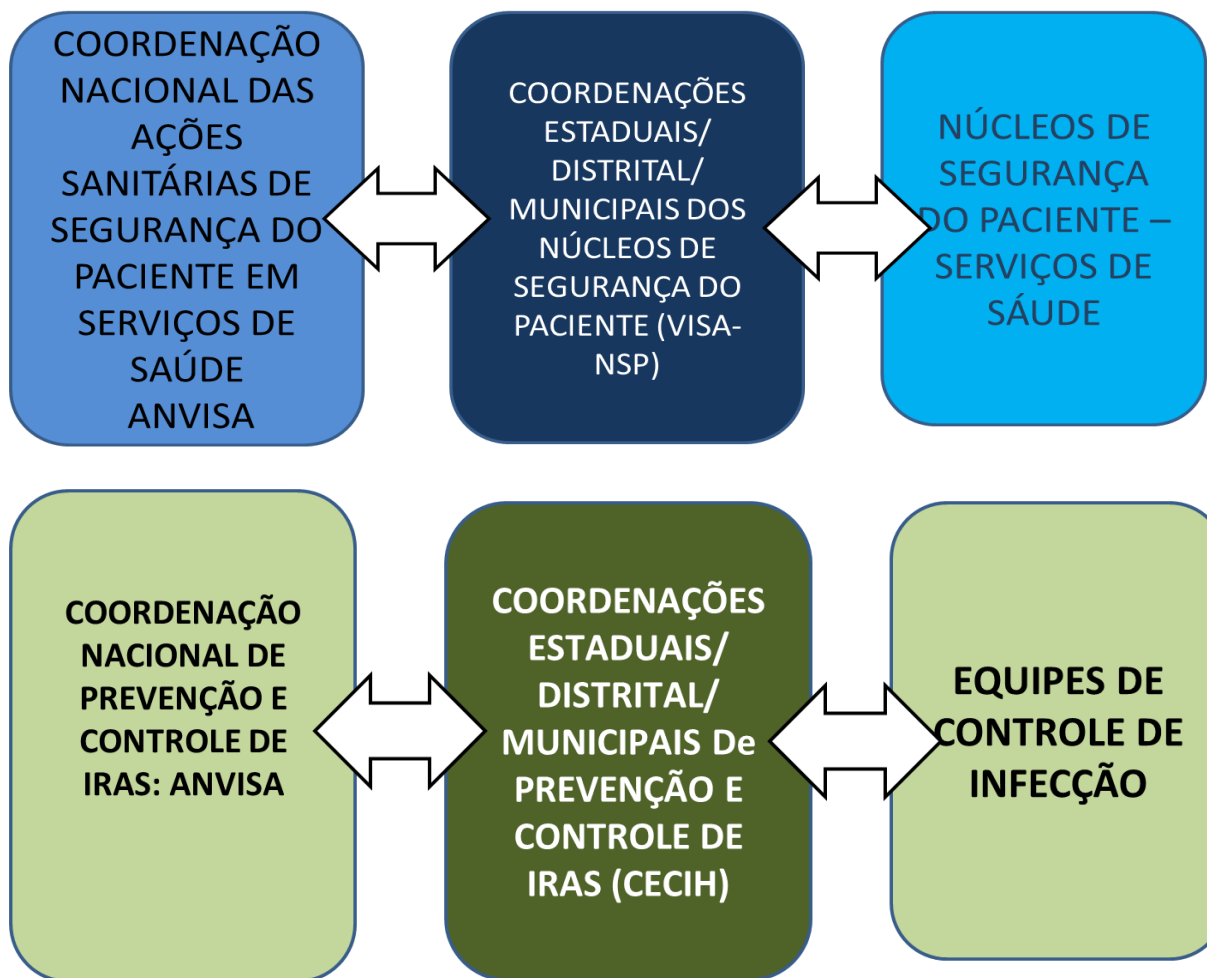 COORDENAÇÃO
NACIONAL DAS
AÇÕES
SANITÁRIAS DE
SEGURANÇA DO
PACIENTE EM
SERVIÇOS DE
SAÚDE
ANVISA
COORDENAÇÕES
ESTADUAIS/
DISTRITAL/
MUNICIPAIS DOS
NÚCLEOS DE
SEGURANÇA DO
PACIENTE (VISA-
NSP)
NÚCLEOS DE
SEGURANÇA
DO PACIENTE –
SERVIÇOS DE
SÁUDE
COORDENAÇÃO
NACIONAL DE
PREVENÇÃO E
CONTROLE DE
IRAS: ANVISA
COORDENAÇÕES
ESTADUAIS/
DISTRITAL/
MUNICIPAIS De
PREVENÇÃO E
CONTROLE DE
IRAS (CECIH)
EQUIPES DE
CONTROLE DE
INFECÇÃO